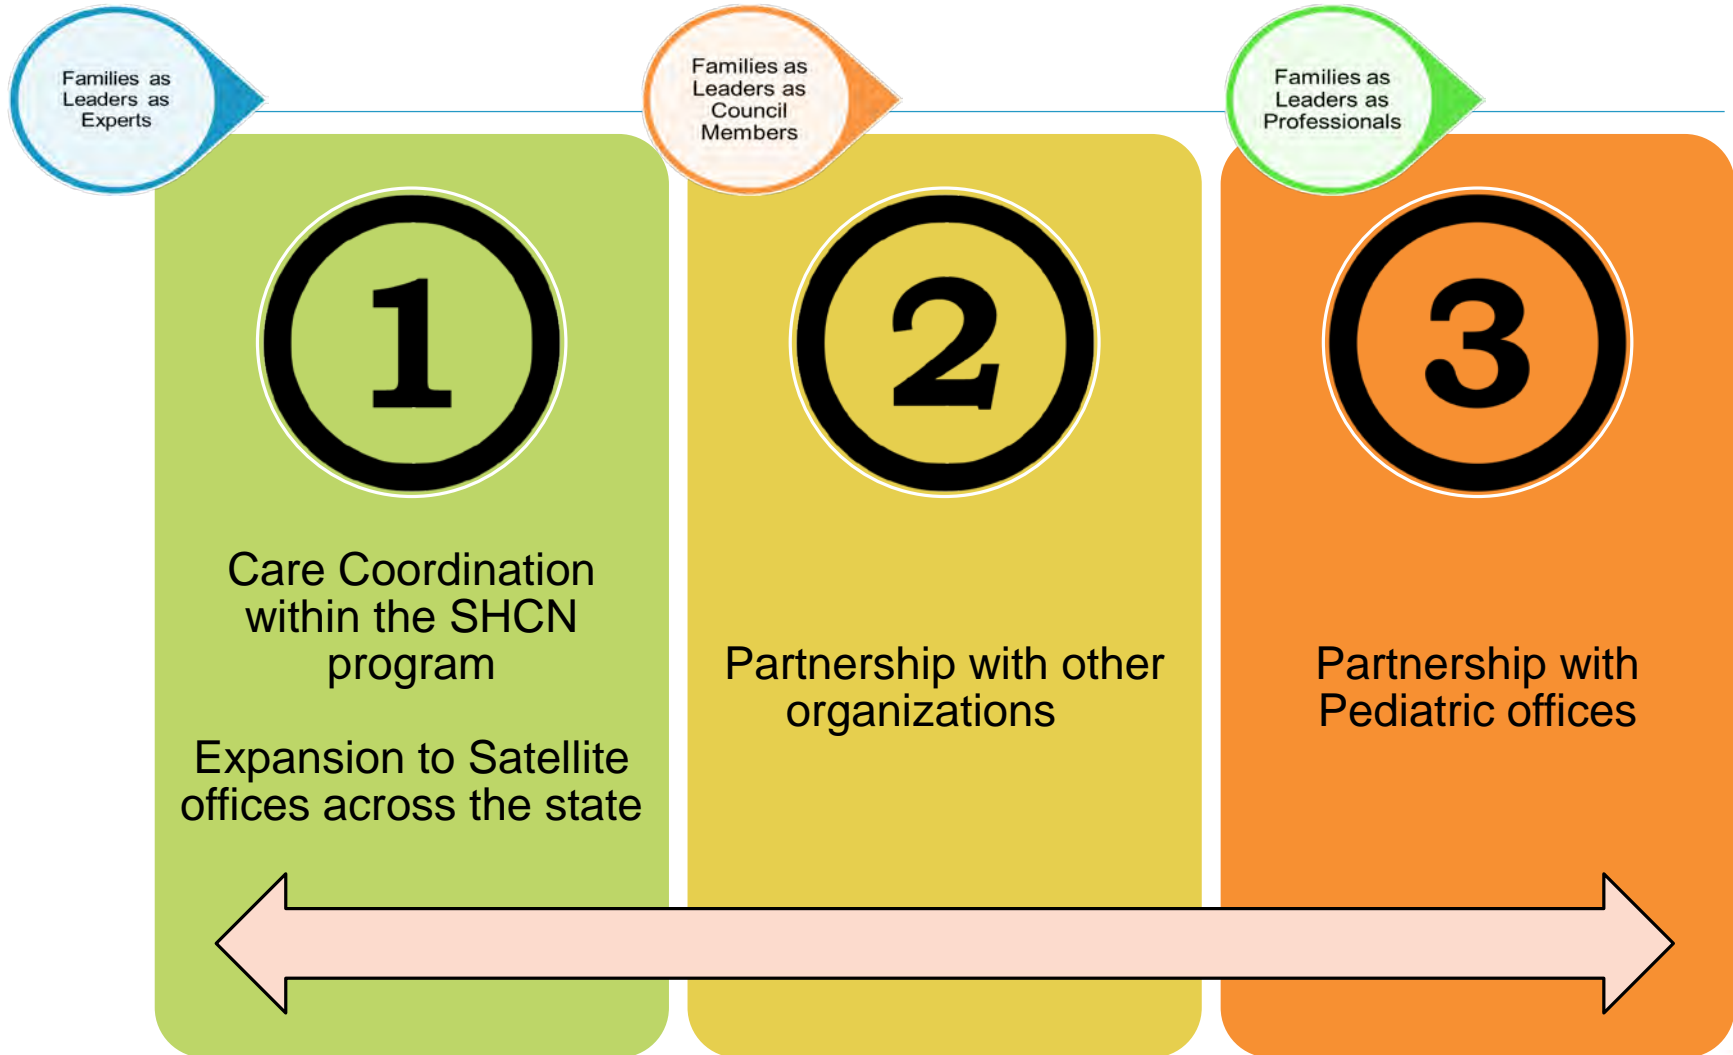 Families as
Leaders as
Experts
Families as
Leaders as
Council
Members
Families as
Leaders as
Professionals
1
Care Coordination
within the SHCN
program
Expansion to Satellite
offices across the state
2
Partnership with other
organizations
3
Partnership with
Pediatric offices